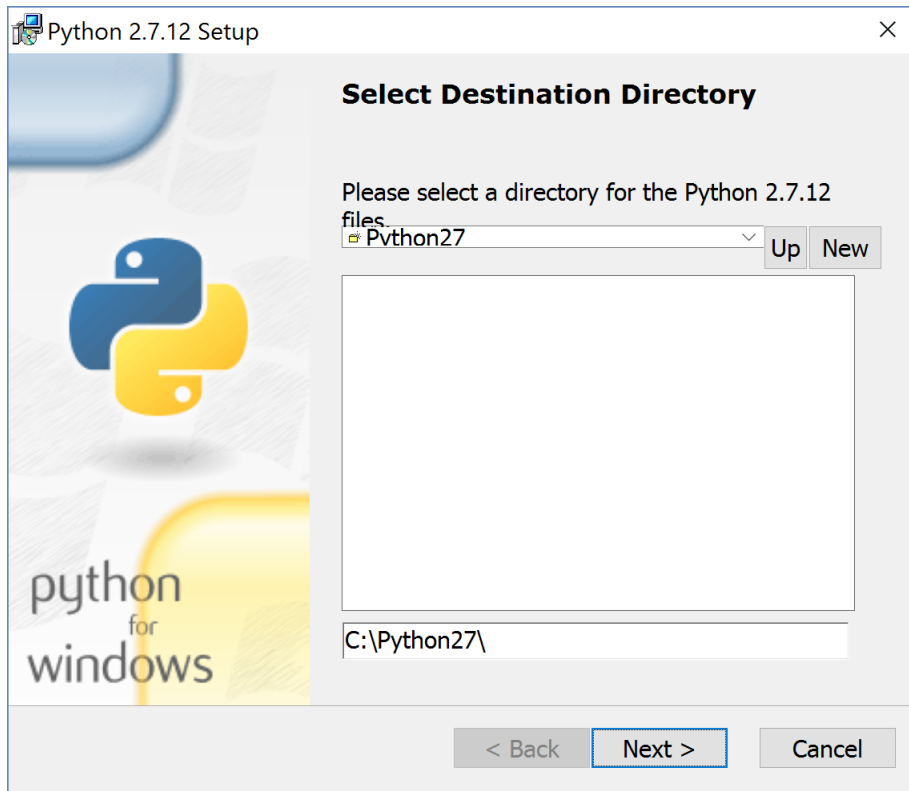 Python 2.7.12 Setup
Select Destination Directory
Please select a directory for the Python 2.7.12
files.
Python27
Up
New
C:\Python27\
python
for
windows
< Back
Next >
Cancel